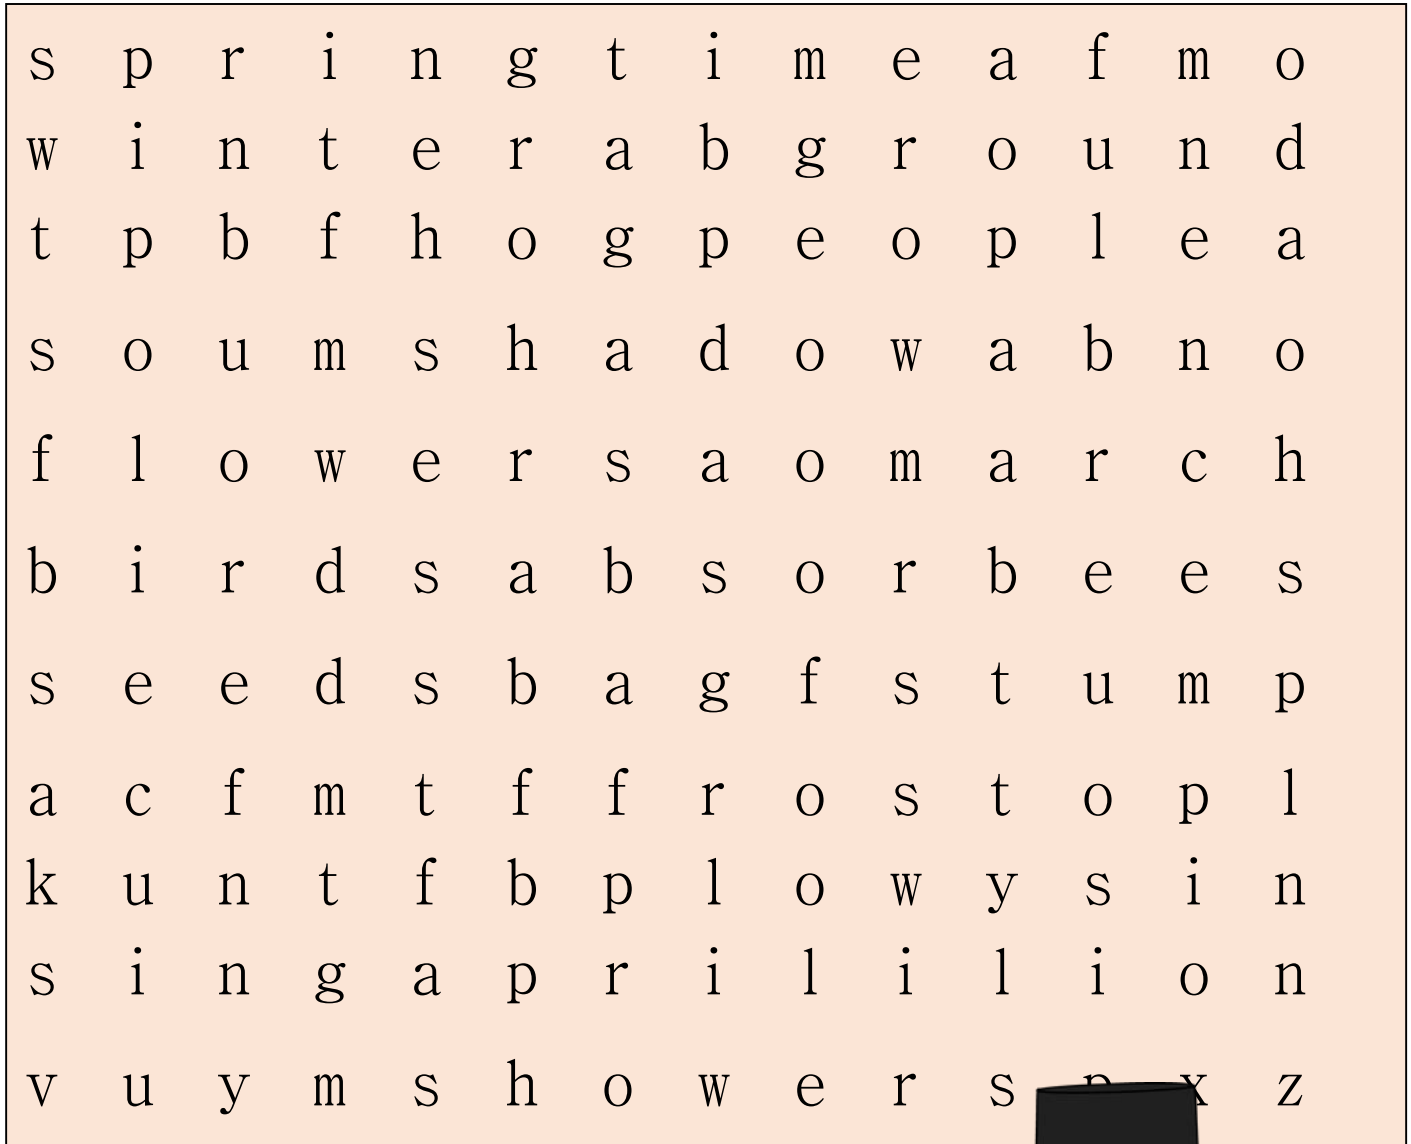 s p r i n g t i m e a f m o
w i n t e r a b g r o u n d
t p b f h o g p e o p l e a
s o u m s h a d o w a b n o
f l o w e r s a o m a r c h
b i r d s a b s o r b e e s
s e e d s b a g f s t u m p
a c f m t f f r o s t o p l
k u n t f b p l o w y s i n
s i n g a p r i l i l i o n
v u y m s h o w e r s x z